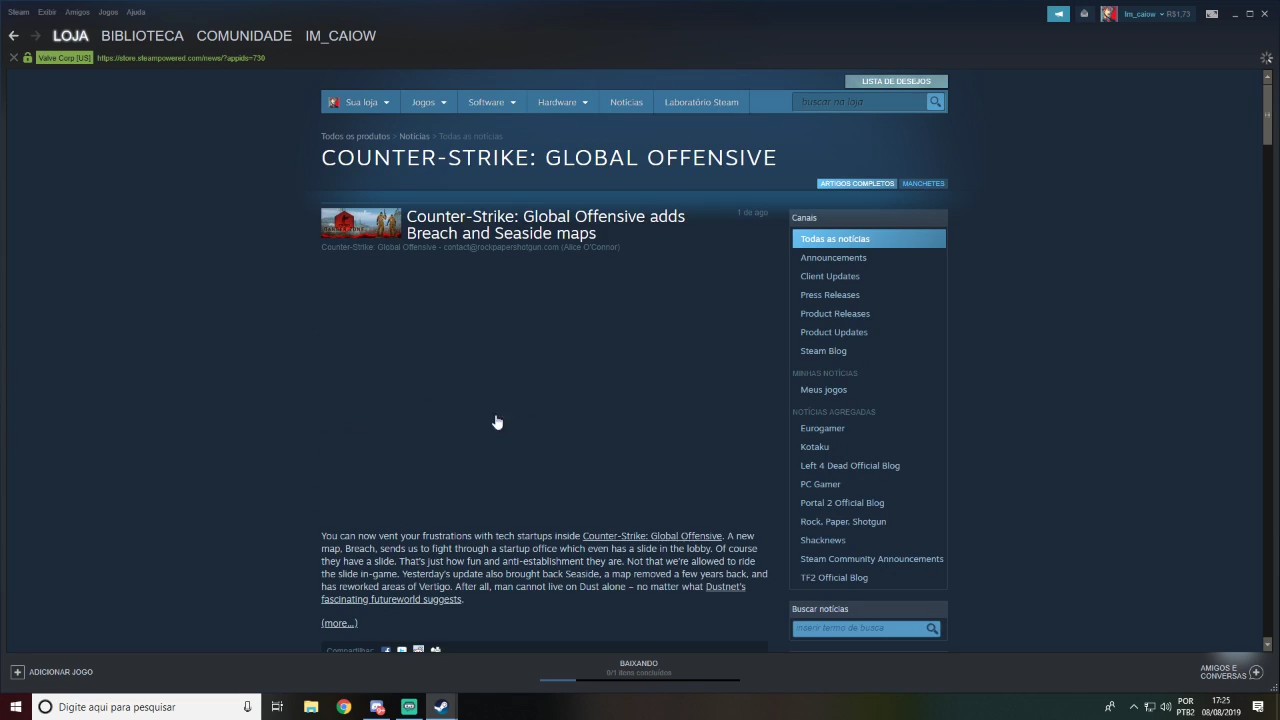 Steam Exibir Amigos Jogos Ajuda
Im_caiow R$1,73
LOJA BIBLIOTECA COMUNIDADE IM_CAIOW
Valve Corp [US] https://store.steampowered.com/news/?appids=730
LISTA DE DESEJOS
Sua loja Jogos Software Hardware Notícias Laboratório Steam buscar na loja
Todos os produtos > Notícias > Todas as notícias
COUNTER-STRIKE: GLOBAL OFFENSIVE
ARTIGOS COMPLETOS MANCHETES
Counter-Strike: Global Offensive adds
Breach and Seaside maps
1 de ago
Counter-Strike: Global Offensive - contact@rockpapershotgun.com (Alice O'Connor)
You can now vent your frustrations with tech startups inside Counter-Strike: Global Offensive. A new
map, Breach, sends us to fight through a startup office which even has a slide in the lobby. Of course
they have a slide. That's just how fun and anti-establishment they are. Not that we're allowed to ride
the slide in-game. Yesterday's update also brought back Seaside, a map removed a few years back, and
has reworked areas of Vertigo. After all, man cannot live on Dust alone – no matter what Dustnet's
fascinating futureworld suggests.
(more...)
Compartilhar:
Canais
Todas as notícias
Announcements
Client Updates
Press Releases
Product Releases
Product Updates
Steam Blog
MINHAS NOTÍCIAS
Meus jogos
NOTÍCIAS AGREGADAS
Eurogamer
Kotaku
Left 4 Dead Official Blog
PC Gamer
Portal 2 Official Blog
Rock, Paper, Shotgun
Shacknews
Steam Community Announcements
TF2 Official Blog
Buscar notícias
inserir termo de busca
ADICIONAR JOGO
BAIXANDO
0/1 itens concluídos
AMIGOS E
CONVERSAS
Digite aqui para pesquisar
POR
PTB2
17:25
08/08/2019